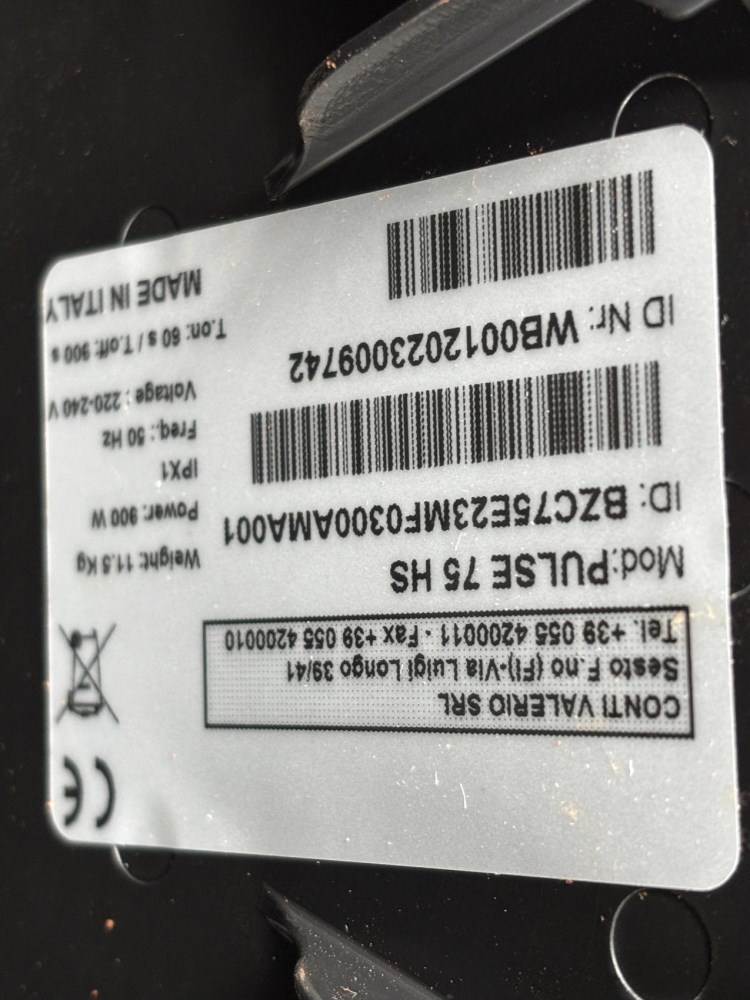 CE
CONTI VALERIO SRL
Sesto F.no (FI)-Via Luigi Longo 39/41
Tel. +39 055 4200011 - Fax +39 055 4200010
Mod:PULSE 75 HS
ID: BZC75E23MF0300AMA001
ID Nr: WB001202309742
Weight: 11.5 Kg
Power: 900 W
IPX1
Freq.: 50 Hz
Voltage : 220-240 V
T.on: 60 s / T.off: 900 s
MADE IN ITALY